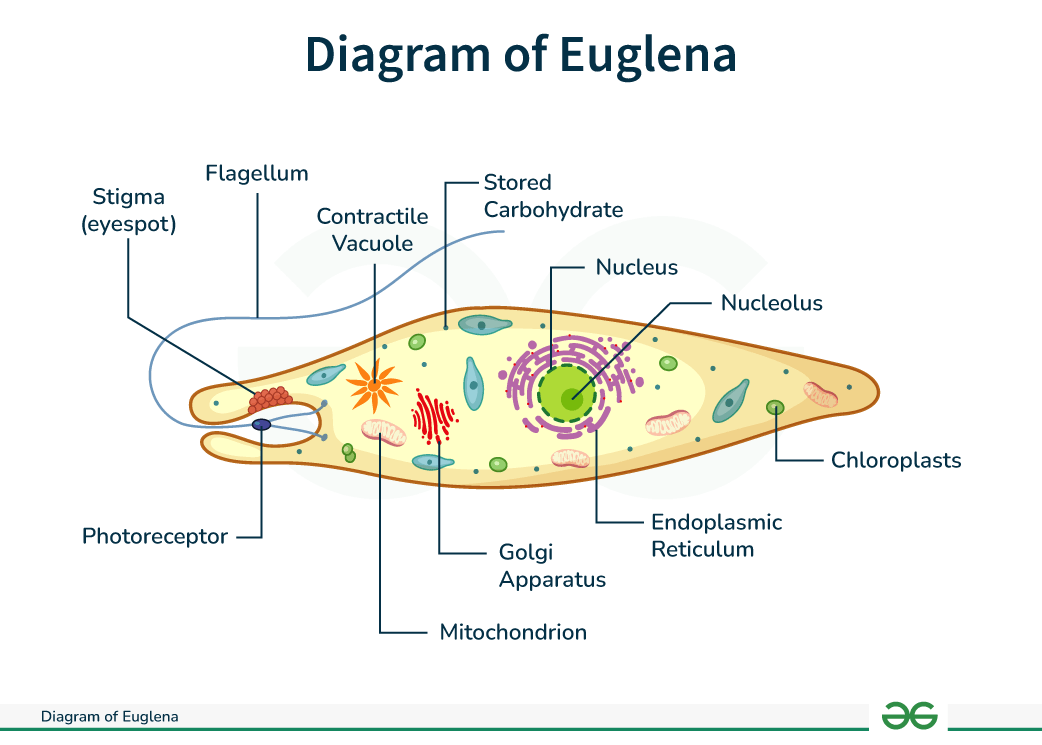 Diagram of Euglena
Flagellum
Stigma
(eyespot)
Contractile
Vacuole
Stored
Carbohydrate
Nucleus
Nucleolus
Chloroplasts
Photoreceptor
Endoplasmic
Reticulum
Golgi
Apparatus
Mitochondrion
Diagram of Euglena